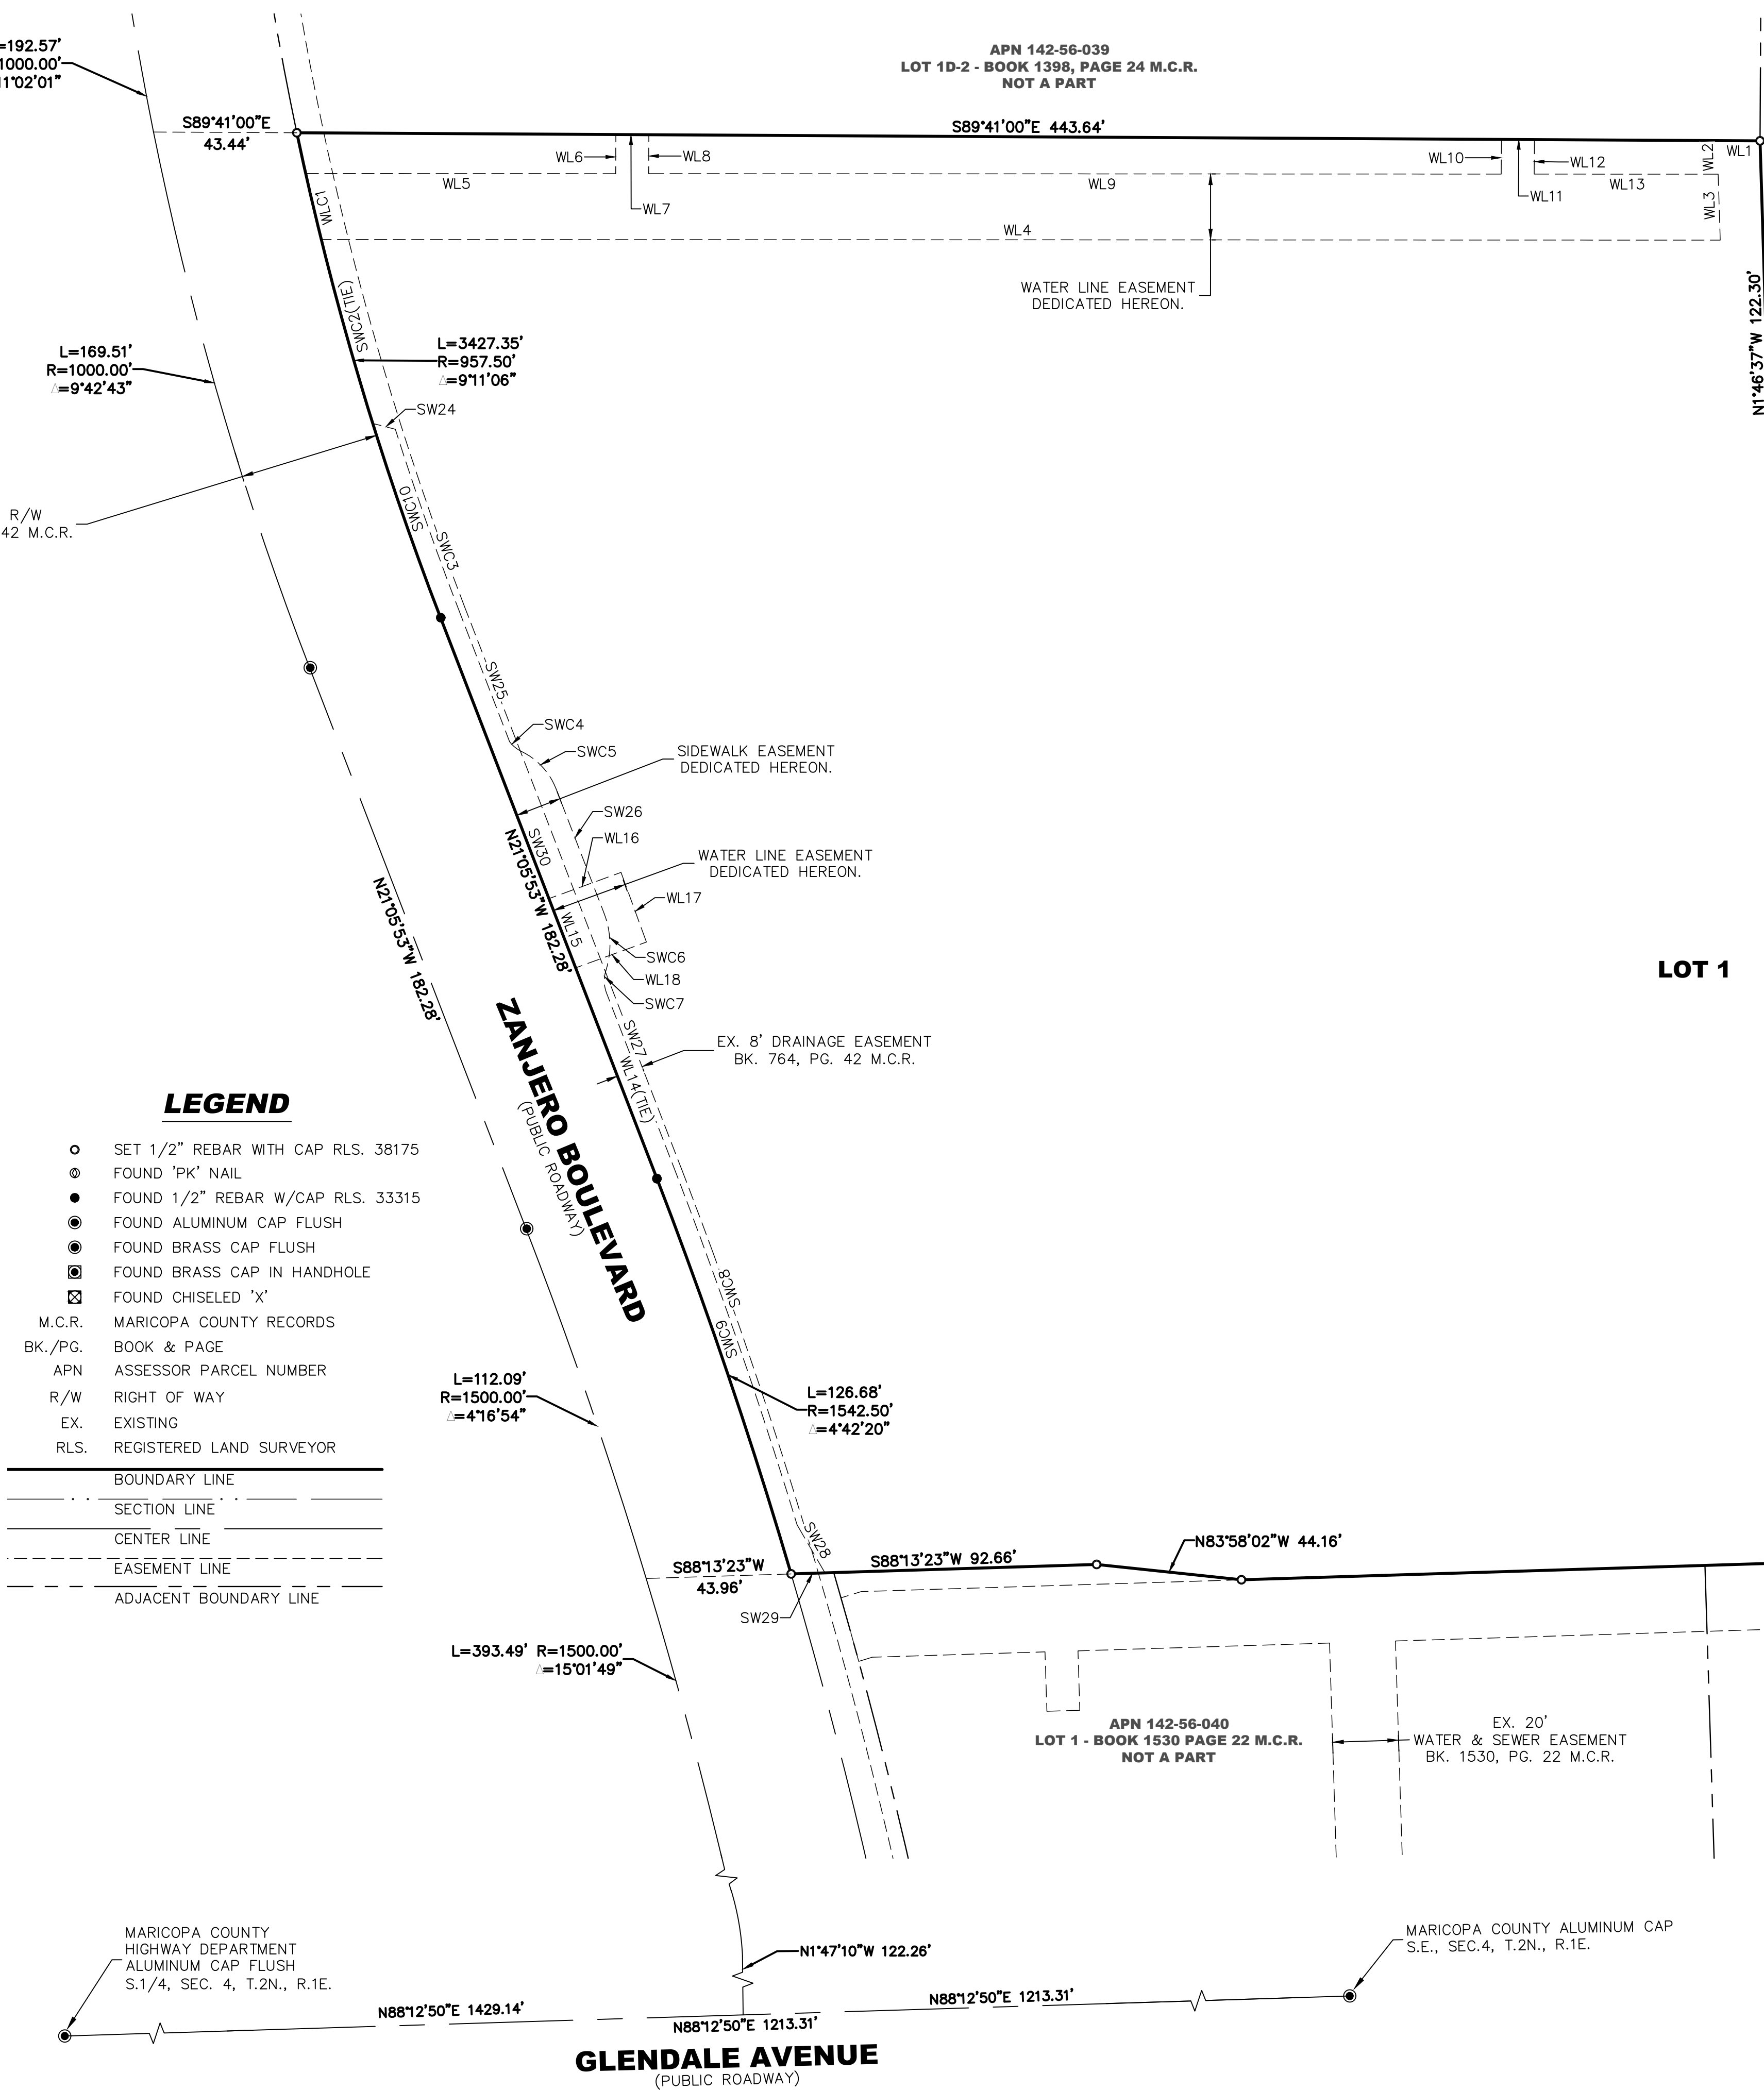 =192.57'
1000.00'
11°02'01"
APN 142-56-039
LOT 1D-2 - BOOK 1398, PAGE 24 M.C.R.
NOT A PART
S89°41'00"E
43.44'
S89°41'00"E 443.64'
WL6
WL8
WL10
WL12
WL2
WL1
WL5
WL9
WL13
WLC1
WL7
WL11
WL3
WL4
WATER LINE EASEMENT
DEDICATED HEREON.
N1°46'37"W 122.30'
SWC2(TIE)
L=169.51'
R=1000.00'
△=9°42'43"
L=3427.35'
R=957.50'
△=9°11'06"
SW24
R/W
42 M.C.R.
SWC10
SWC3
SW25
SWC4
SWC5
SIDEWALK EASEMENT
DEDICATED HEREON.
SW26
SW30
WL16
N21°05'53"W 182.28'
WATER LINE EASEMENT
DEDICATED HEREON.
WL17
WL15
N21°05'53"W 182.28'
SWC6
WL18
SWC7
LOT 1
ZANJERO BOULEVARD
(PUBLIC ROADWAY)
SW27
WL14(TIE)
EX. 8' DRAINAGE EASEMENT
BK. 764, PG. 42 M.C.R.
LEGEND
SET 1/2" REBAR WITH CAP RLS. 38175
FOUND 'PK' NAIL
FOUND 1/2" REBAR W/CAP RLS. 33315
FOUND ALUMINUM CAP FLUSH
FOUND BRASS CAP FLUSH
FOUND BRASS CAP IN HANDHOLE
FOUND CHISELED 'X'
M.C.R. MARICOPA COUNTY RECORDS
BK./PG. BOOK & PAGE
APN ASSESSOR PARCEL NUMBER
R/W RIGHT OF WAY
EX. EXISTING
RLS. REGISTERED LAND SURVEYOR
BOUNDARY LINE
SECTION LINE
CENTER LINE
EASEMENT LINE
ADJACENT BOUNDARY LINE
SWC8
SWC9
L=112.09'
R=1500.00'
△=4°16'54"
L=126.68'
R=1542.50'
△=4°42'20"
SW28
S88°13'23"W
43.96'
S88°13'23"W 92.66'
N83°58'02"W 44.16'
SW29
L=393.49' R=1500.00'
△=15°01'49"
APN 142-56-040
LOT 1 - BOOK 1530 PAGE 22 M.C.R.
NOT A PART
EX. 20'
WATER & SEWER EASEMENT
BK. 1530, PG. 22 M.C.R.
MARICOPA COUNTY
HIGHWAY DEPARTMENT
ALUMINUM CAP FLUSH
S.1/4, SEC. 4, T.2N., R.1E.
N1°47'10"W 122.26'
MARICOPA COUNTY ALUMINUM CAP
S.E., SEC.4, T.2N., R.1E.
N88°12'50"E 1429.14'
N88°12'50"E 1213.31'
N88°12'50"E 1213.31'
GLENDALE AVENUE
(PUBLIC ROADWAY)